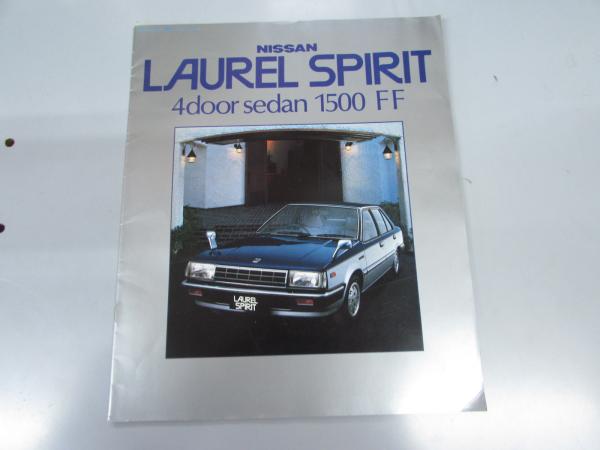 NISSAN
LAUREL SPIRIT
4door sedan 1500 FF
LAUREL
SPIRIT